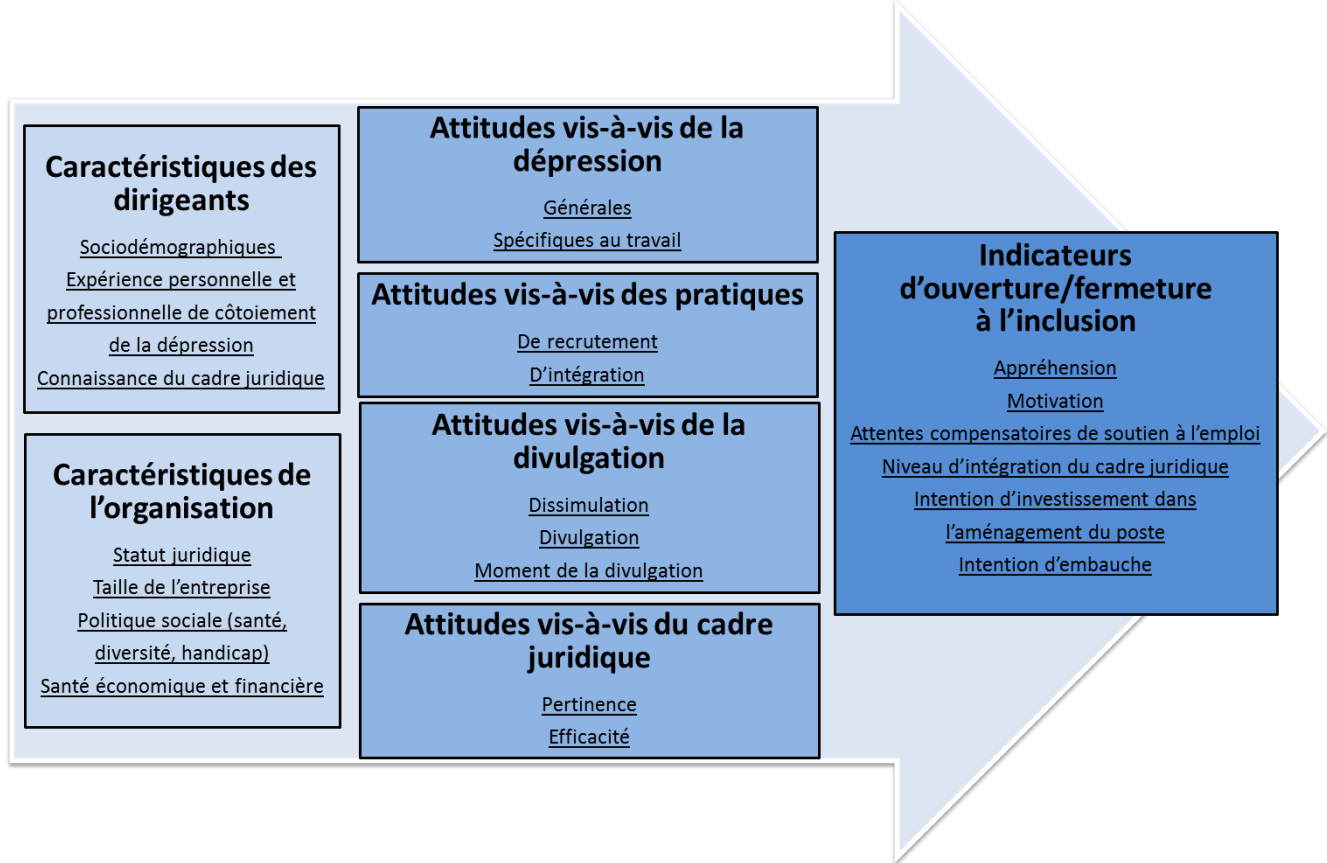 Caractéristiques des
dirigeants
Sociodémographiques
Expérience personnelle et
professionnelle de côtoiement
de la dépression
Connaissance du cadre juridique
Caractéristiques de
l’organisation
Statut juridique
Taille de l’entreprise
Politique sociale (santé,
diversité, handicap)
Santé économique et financière
Attitudes vis-à-vis de la
dépression
Générales
Spécifiques au travail
Attitudes vis-à-vis des pratiques
De recrutement
D’intégration
Attitudes vis-à-vis de la
divulgation
Dissimulation
Divulgation
Moment de la divulgation
Attitudes vis-à-vis du cadre
juridique
Pertinence
Efficacité
Indicateurs
d’ouverture/fermeture
à l’inclusion
Appréhension
Motivation
Attentes compensatoires de soutien à l’emploi
Niveau d’intégration du cadre juridique
Intention d’investissement dans
l’aménagement du poste
Intention d’embauche